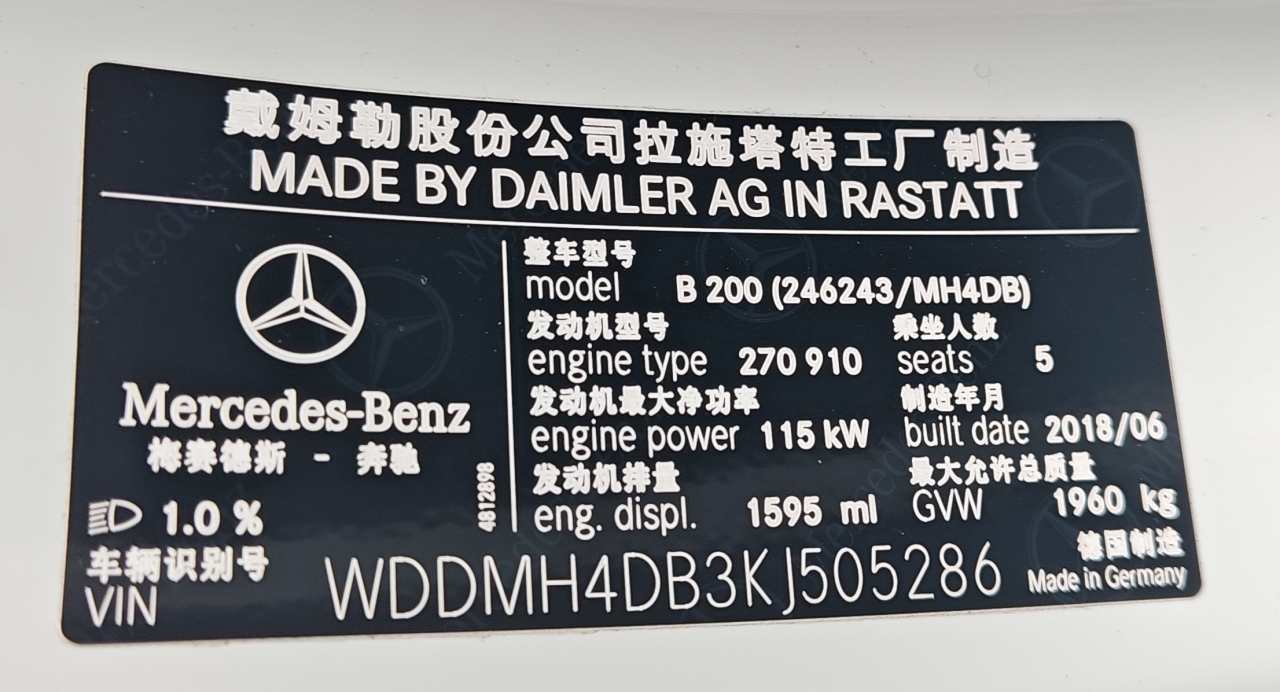 戴姆勒股份公司拉施塔特工厂制造
MADE BY DAIMLER AG IN RASTATT
Mercedes-Benz
梅赛德斯 - 奔驰
4812898
1.0 %
整车型号
model B 200 (246243/MH4DB)
发动机型号 乘坐人数
engine type 270 910 seats 5
发动机最大净功率 制造年月
engine power 115 kW built date 2018/06
发动机排量 最大允许总质量
eng. displ. 1595 ml GVW 1960 kg
车辆识别号 德国制造
VIN WDDMH4DB3KJ505286 Made in Germany